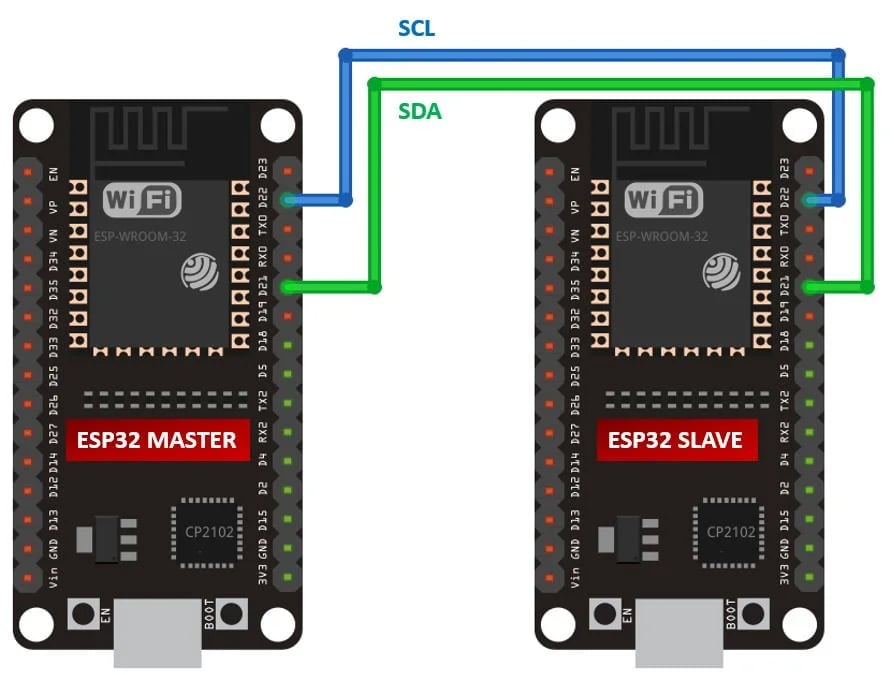 SCL
SDA
EN
VP
VN
D34
D35
D32
D33
D25
D26
D27
D14
D12
D13
GND
Vin
WiFi
ESP-WROOM-32
D23
D22
TX0
RX0
D21
D19
D18
D5
TX2
RX2
D4
D2
D15
GND
3V3
ESP32 MASTER
CP2102
EN
BOOT
EN
VP
VN
D34
D35
D32
D33
D25
D26
D27
D14
D12
D13
GND
Vin
WiFi
ESP-WROOM-32
D23
D22
TX0
RX0
D21
D19
D18
D5
TX2
RX2
D4
D2
D15
GND
3V3
ESP32 SLAVE
CP2102
EN
BOOT